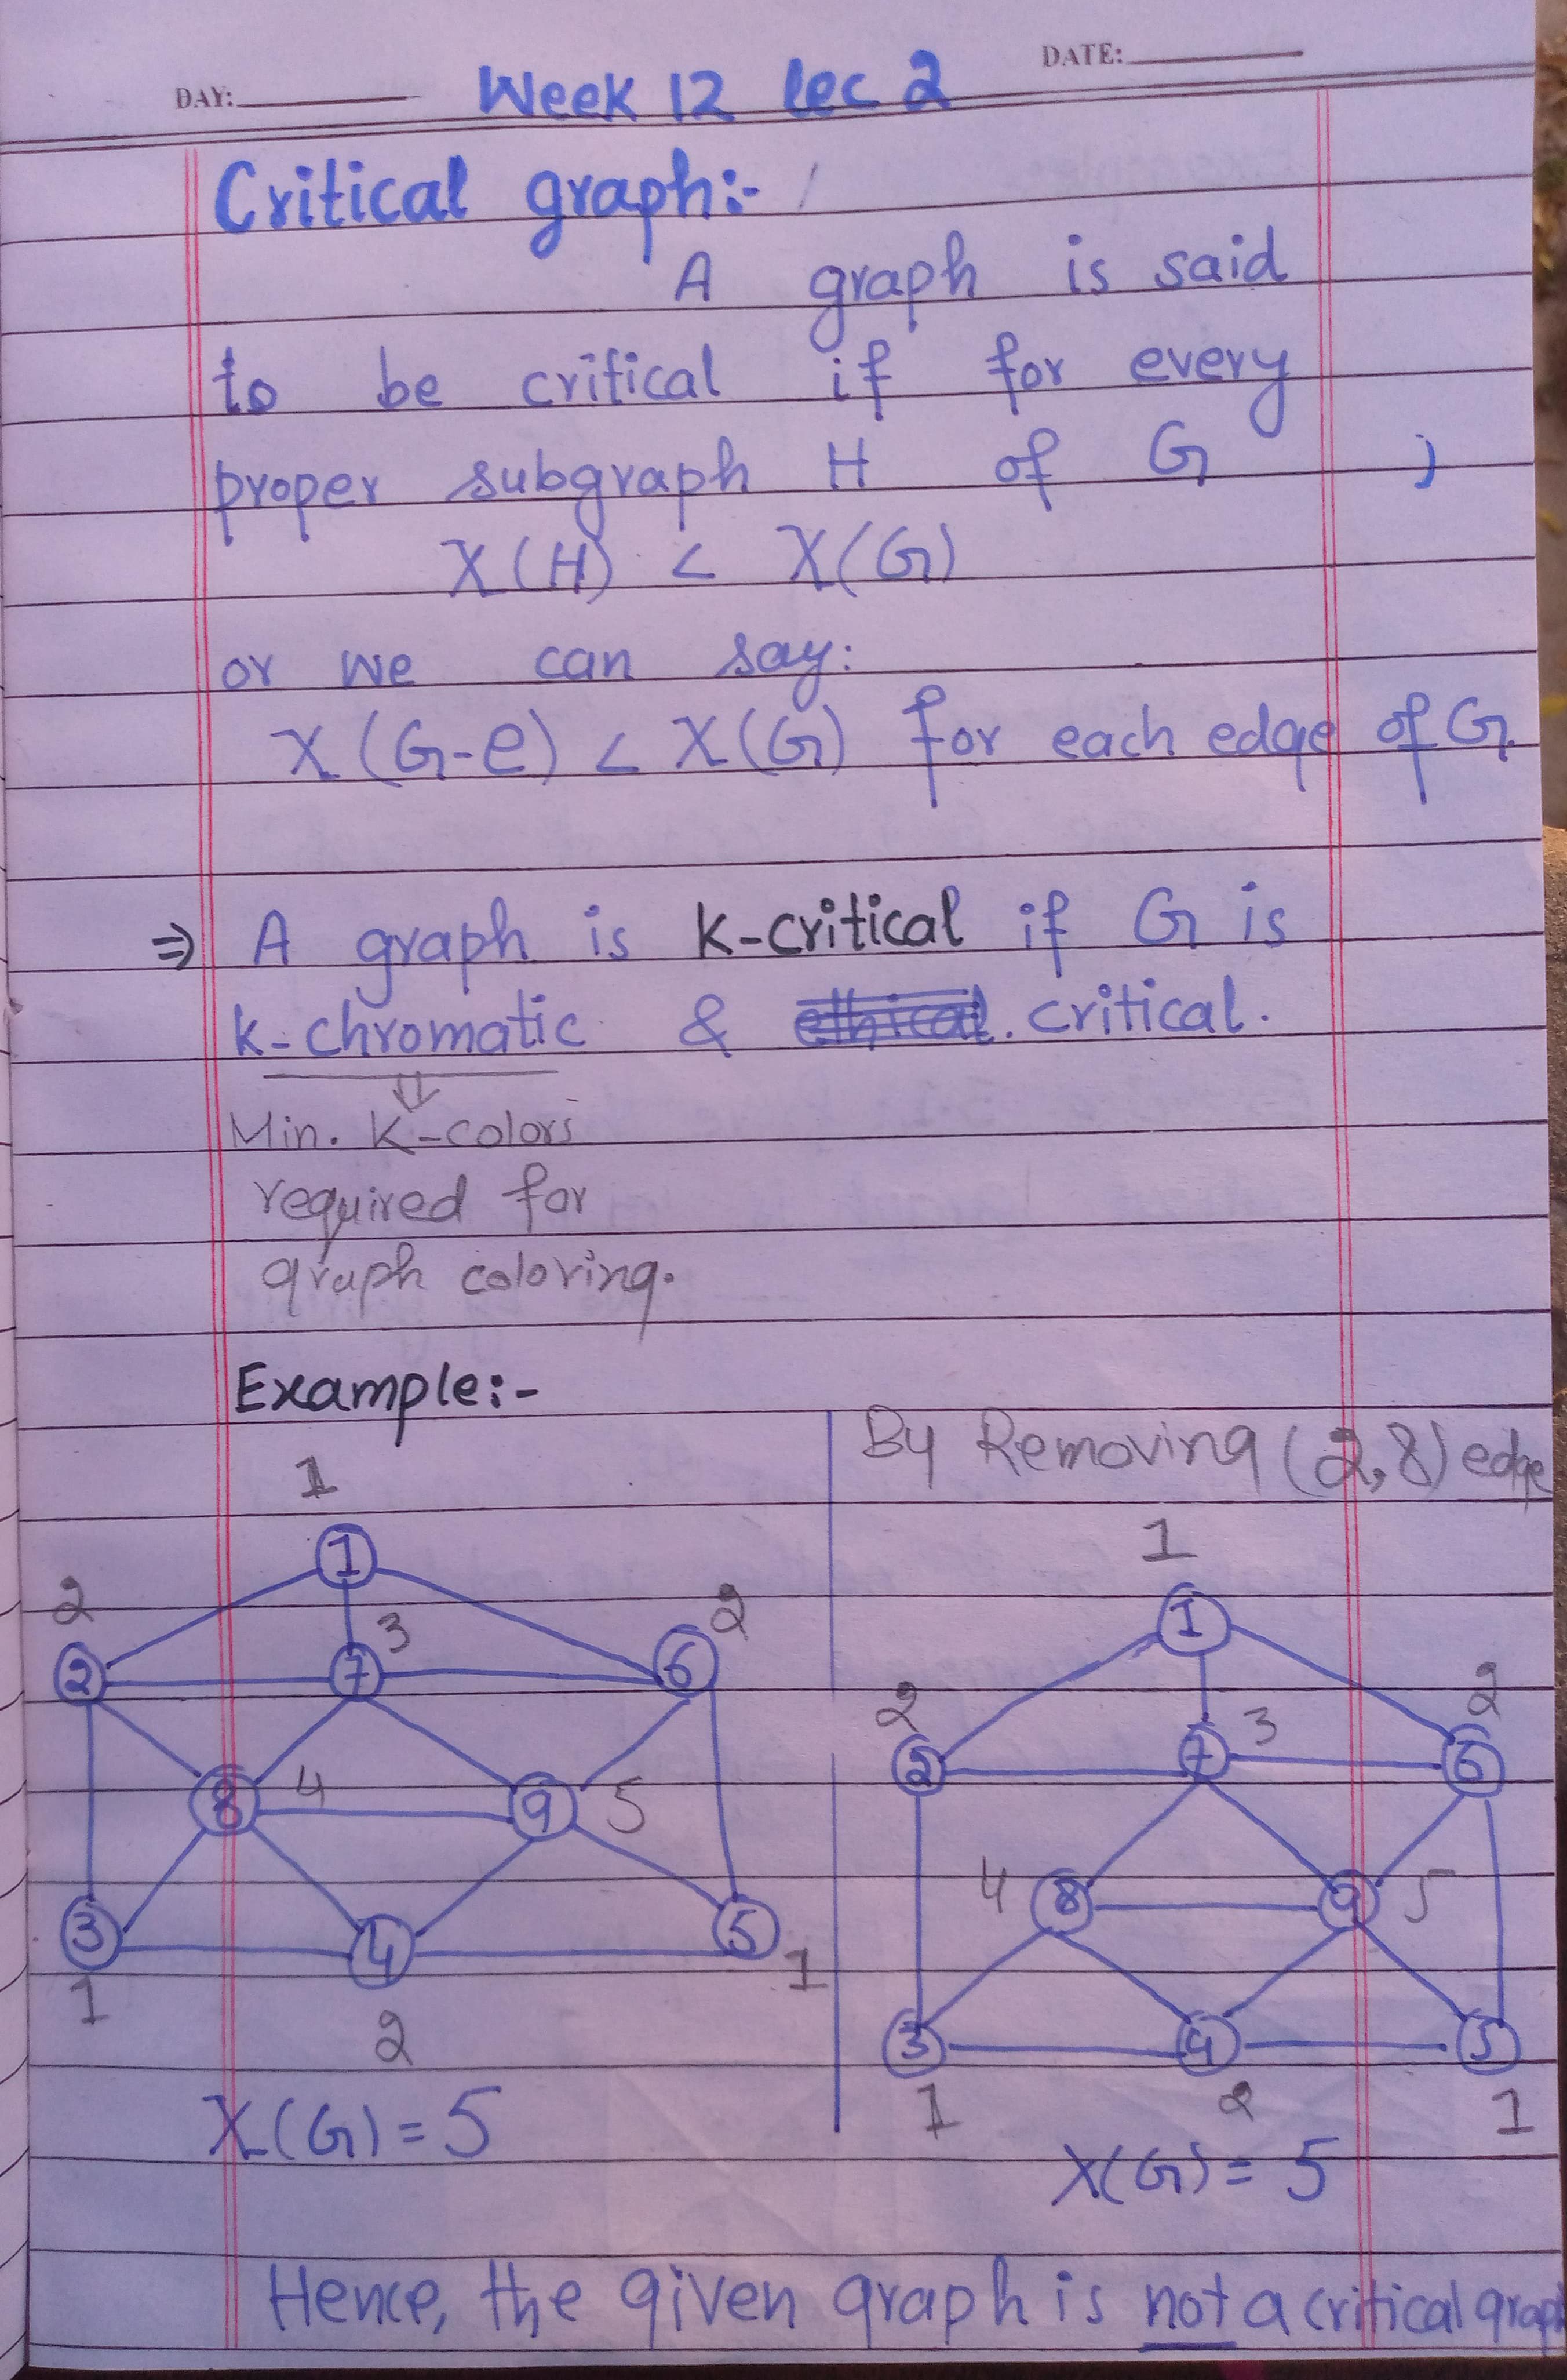 DAY: DATE:
Week 12 lec 2
Critical graph:-
A graph is said
to be critical if for every
proper subgraph H of G ,
χ(H) < χ(G)
or we can say:
χ(G-e) < χ(G) for each edge of G.
⇒ A graph is K-critical if G is
k-chromatic & ethical. critical.
⇓
Min. K-colors
required for
graph coloring.
Example:-
1
1
2 3 2
2 7 6
8 4 9 5
3 4 5
1 2 1
χ(G) = 5
By Removing (2,8) edge
1
1
2 3 2
2 7 6
4 8 9 5
3 4 5
1 2 1
χ(G) = 5
Hence, the given graph is not a critical graph